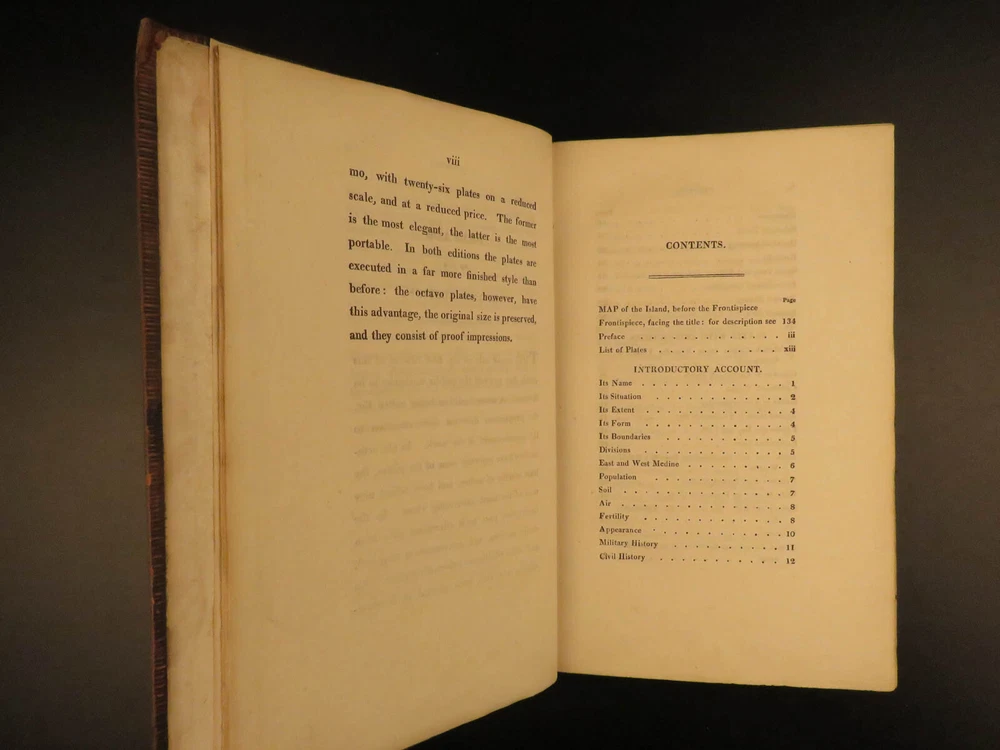 viii
mo, with twenty-six plates on a reduced
scale, and at a reduced price. The former
is the most elegant, the latter is the most
portable. In both editions the plates are
executed in a far more finished style than
before: the octavo plates, however, have
this advantage, the original size is preserved,
and they consist of proof impressions.
CONTENTS.
Page
MAP of the Island, before the Frontispiece
Frontispiece, facing the title: for description see 134
Preface . . . . . . . . . . . . iii
List of Plates . . . . . . . . . . . xiii
INTRODUCTORY ACCOUNT.
Its Name . . . . . . . . . . . . . 1
Its Situation . . . . . . . . . . . . 2
Its Extent . . . . . . . . . . . . . 4
Its Form . . . . . . . . . . . . . 4
Its Boundaries . . . . . . . . . . . 5
Divisions . . . . . . . . . . . . . 5
East and West Medine . . . . . . . . . 6
Population . . . . . . . . . . . . 7
Soil . . . . . . . . . . . . . . 7
Air . . . . . . . . . . . . . . . 8
Fertility . . . . . . . . . . . . . 8
Appearance . . . . . . . . . . . . 10
Military History . . . . . . . . . . 11
Civil History . . . . . . . . . . . 12